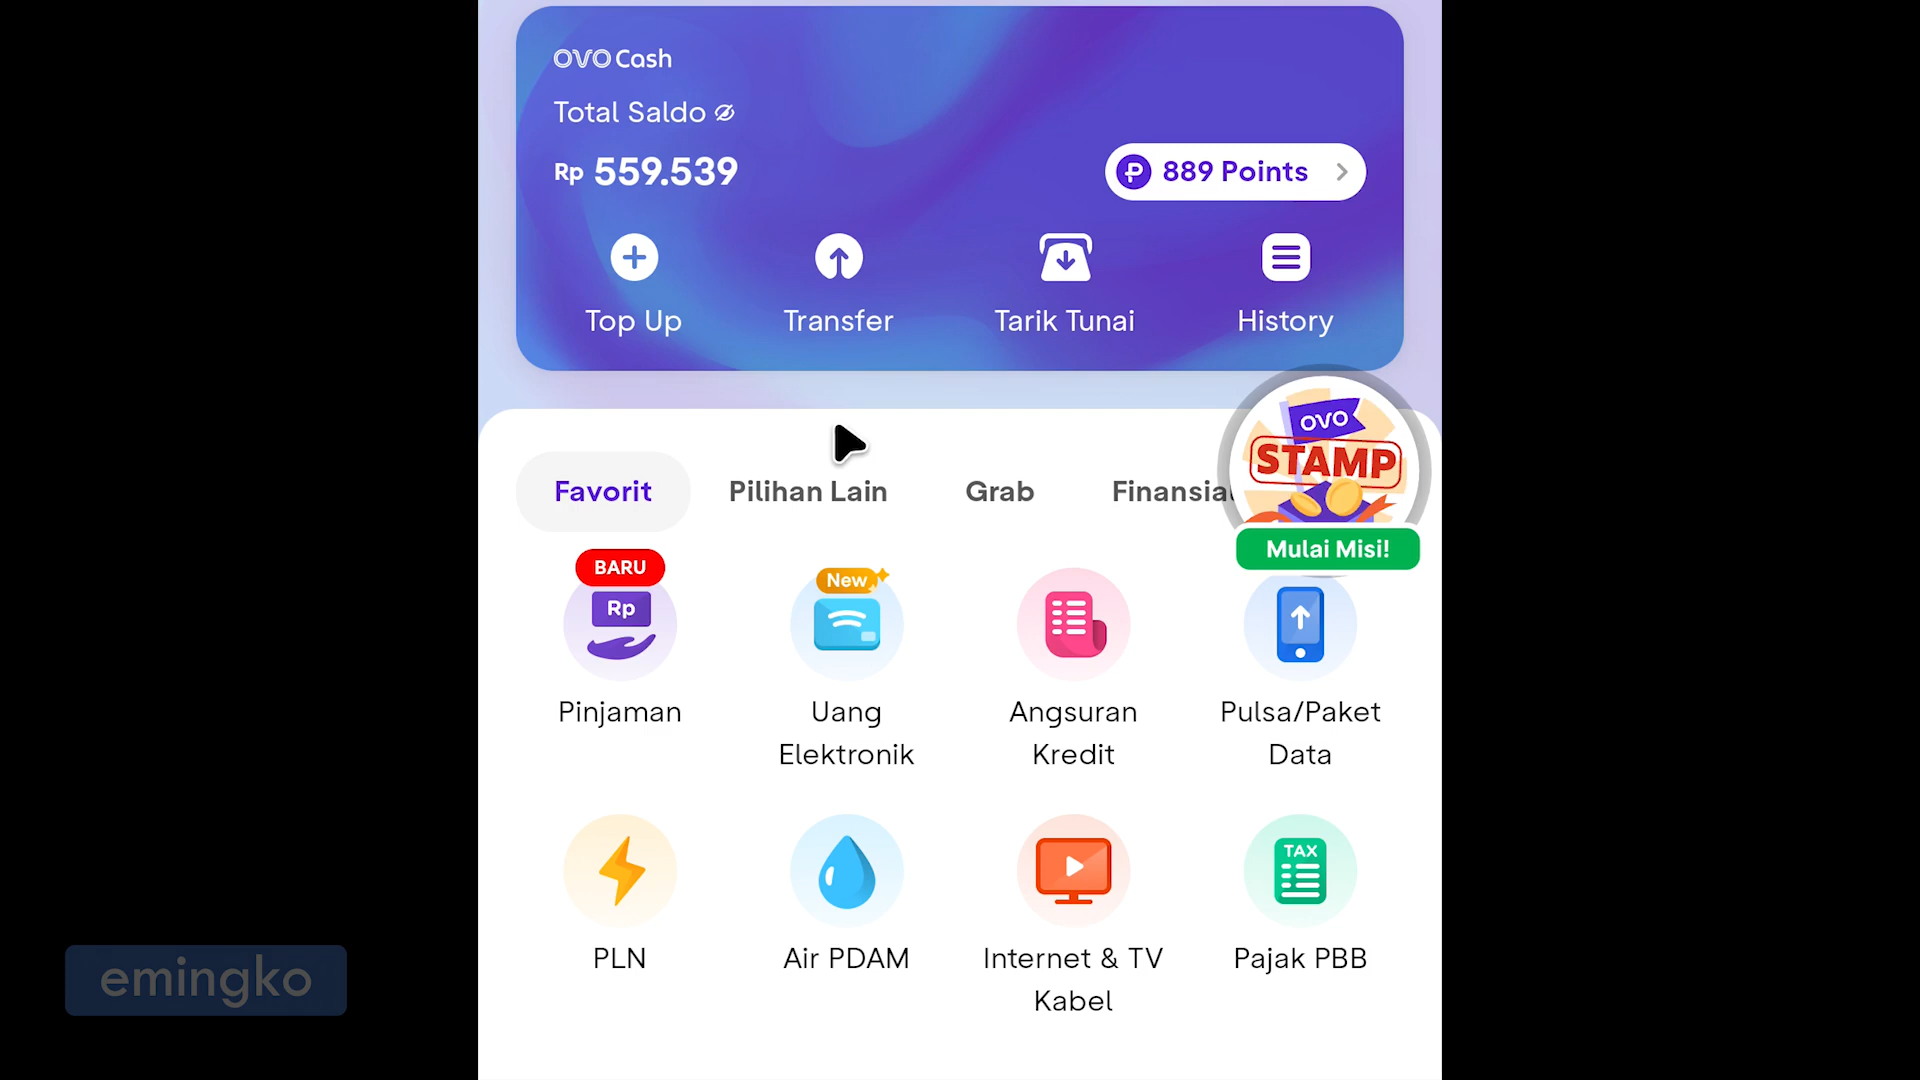 OVO Cash
Total Saldo
Rp 559.539
889 Points
Top Up
Transfer
Tarik Tunai
History
OVO
STAMP
Mulai Misi!
Favorit
Pilihan Lain
Grab
Finansial
BARU
Rp
New
Pinjaman
Uang
Elektronik
Angsuran
Kredit
Pulsa/Paket
Data
TAX
PLN
Air PDAM
Internet & TV
Kabel
Pajak PBB
emingko